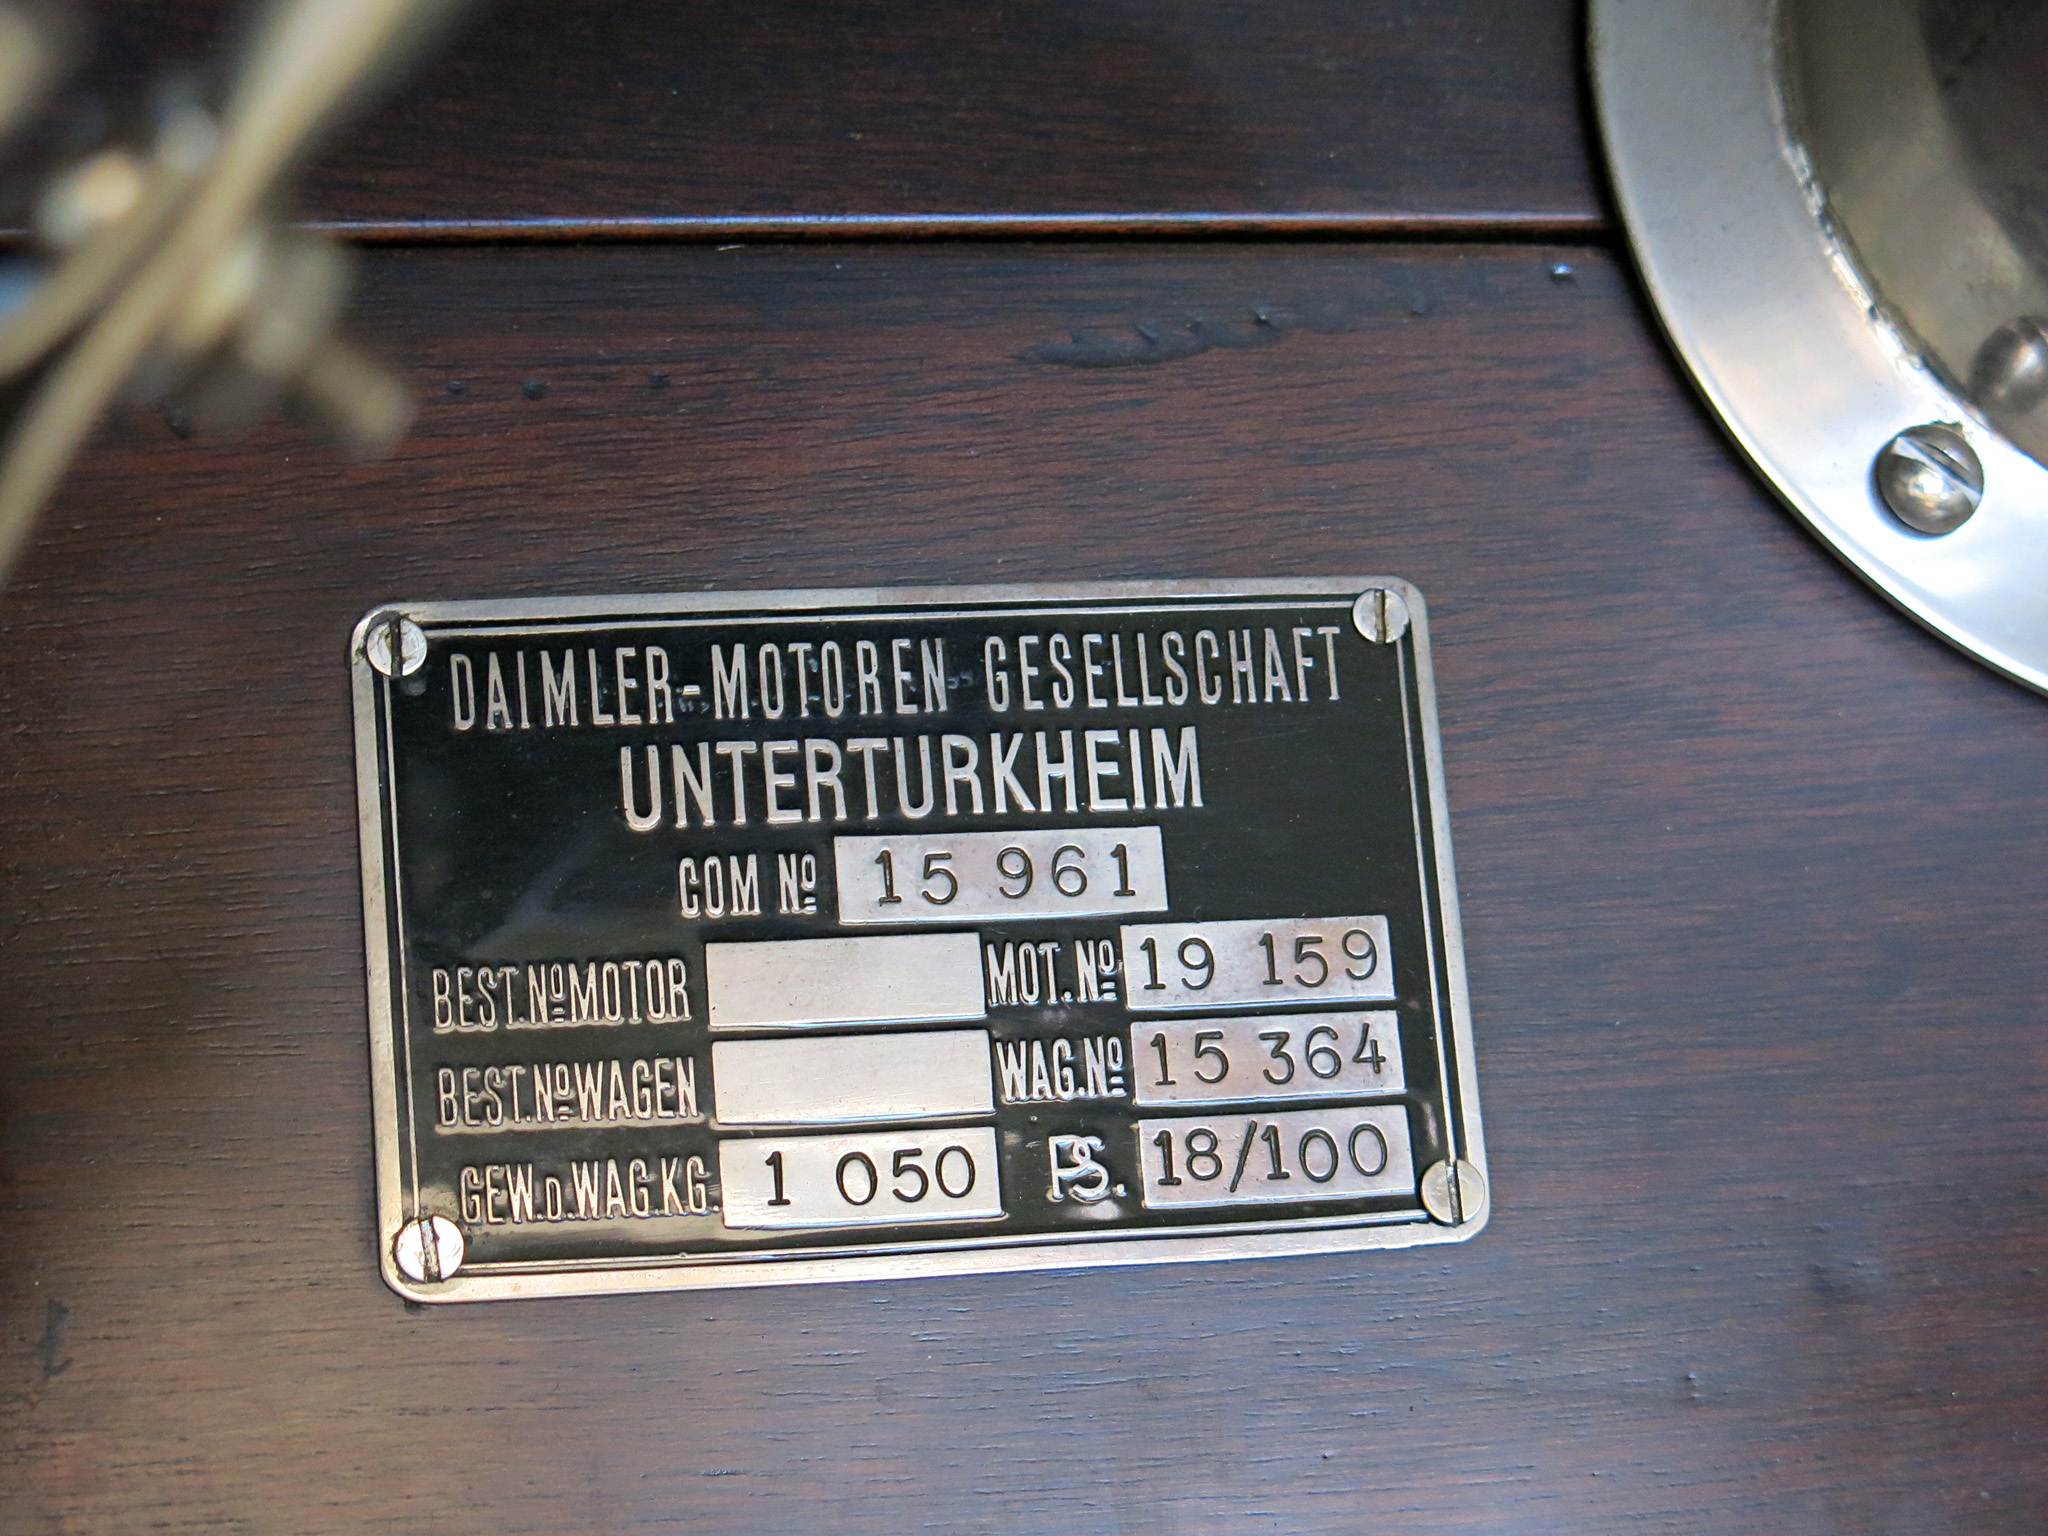 DAIMLER-MOTOREN GESELLSCHAFT
UNTERTURKHEIM
COM Nº 15 961
BEST.Nº MOTOR MOT.Nº 19 159
BEST.Nº WAGEN WAG.Nº 15 364
GEW.D.WAG.KG. 1 050 PS. 18/100